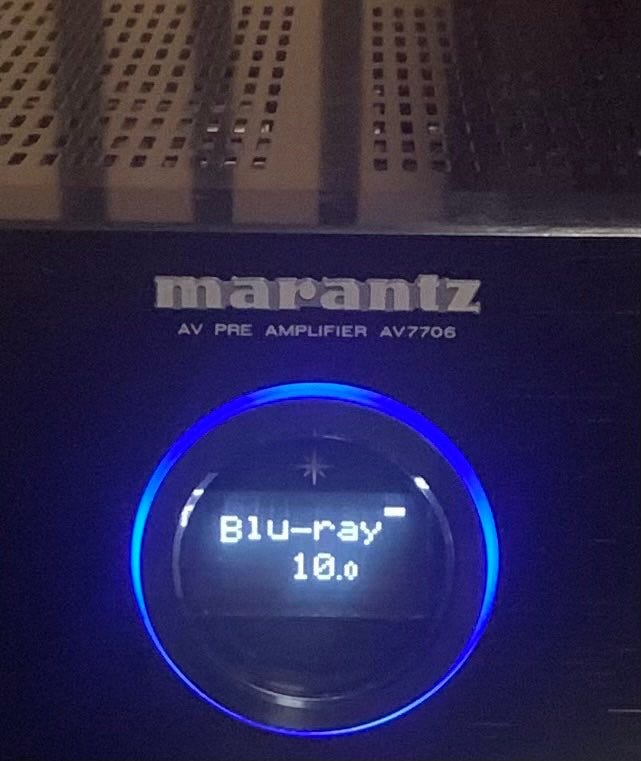 marantz
AV PRE AMPLIFIER AV7706
Blu-ray
10.0